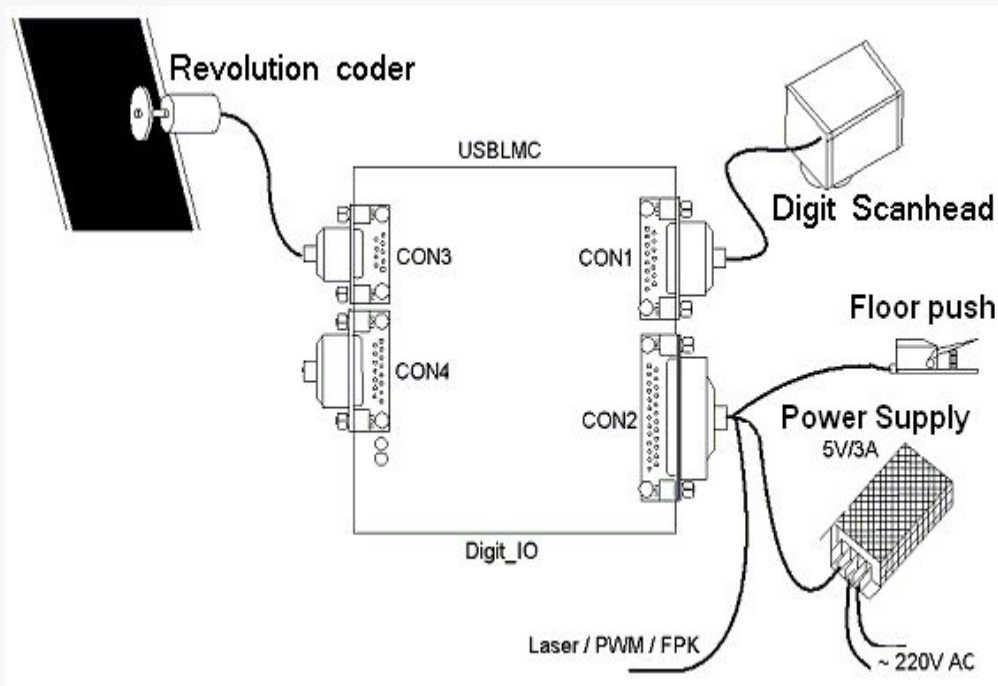 Revolution coder
USBLMC
Digit Scanhead
CON3
CON1
Floor push
CON4
CON2
Power Supply
5V/3A
Digit_IO
Laser / PWM / FPK
~ 220V AC